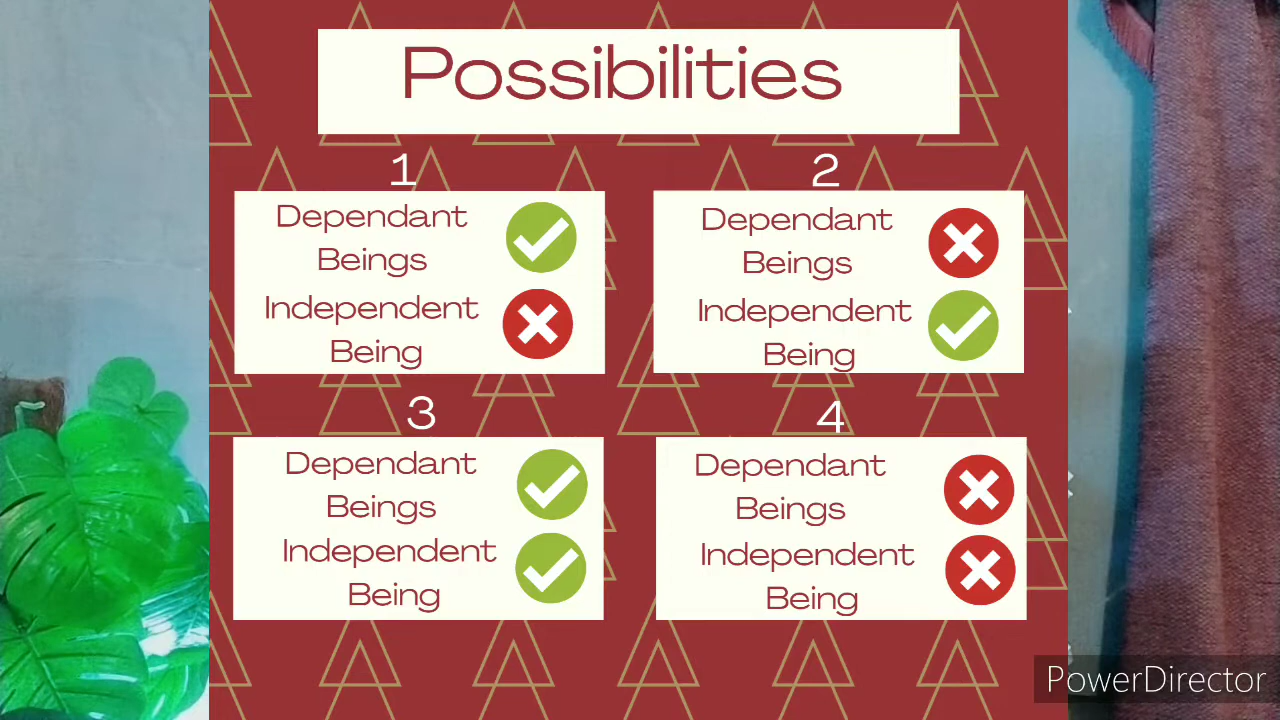 Possibilities
1
Dependant
Beings
Independent
Being
2
Dependant
Beings
Independent
Being
3
Dependant
Beings
Independent
Being
4
Dependant
Beings
Independent
Being
PowerDirector